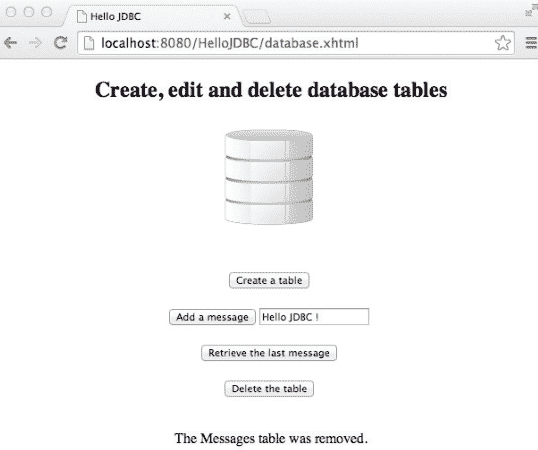 Hello JDBC
localhost:8080/HelloJDBC/database.xhtml
Create, edit and delete database tables
Create a table
Add a message Hello JDBC !
Retrieve the last message
Delete the table
The Messages table was removed.